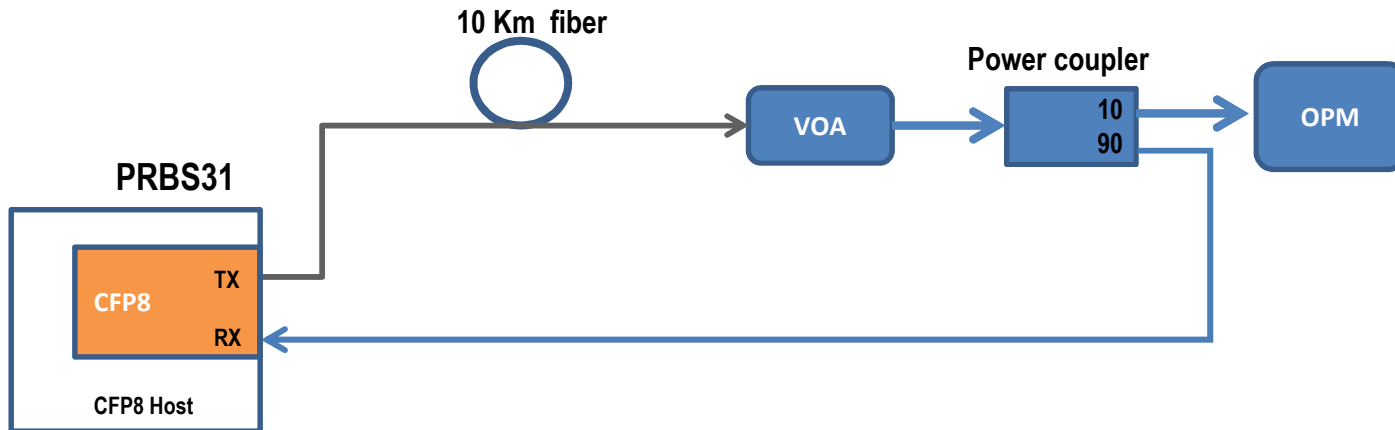 10 Km fiber
Power coupler
VOA
10
90
OPM
PRBS31
TX
CFP8
RX
CFP8 Host